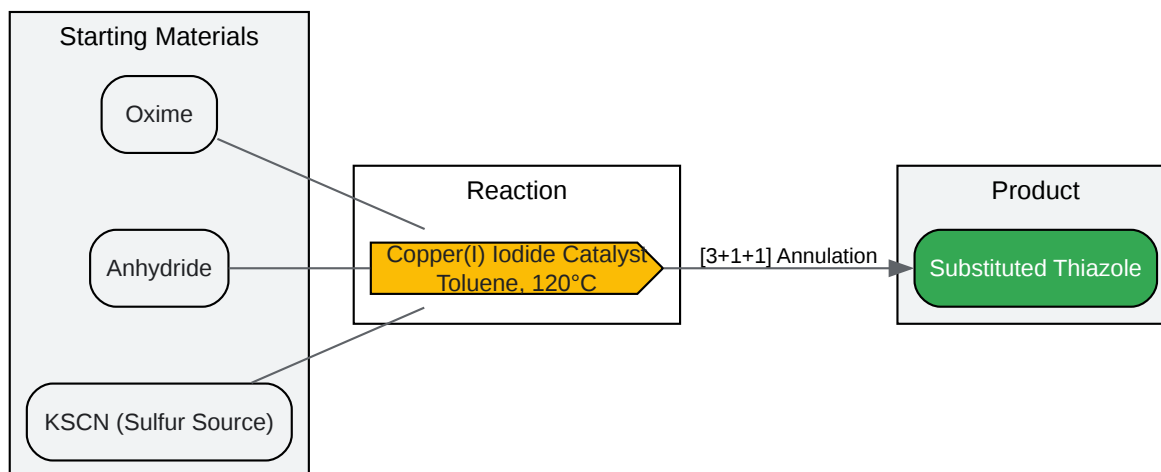 Starting Materials
Oxime
Anhydride
KSCN (Sulfur Source)
Reaction
Copper(I) Iodide Catalyst
Toluene, 120°C
[3+1+1] Annulation
Product
Substituted Thiazole